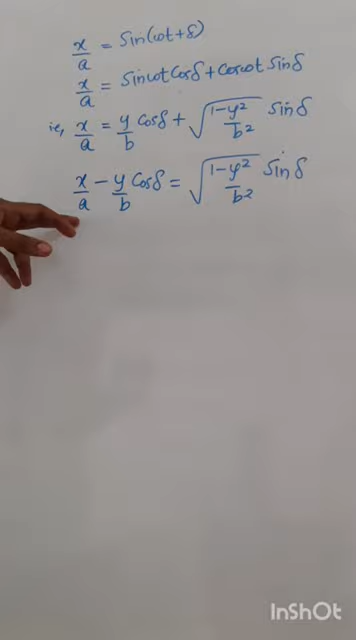 x/a = Sin(ωt+δ)
x/a = Sinωt Cosδ + Cosωt Sinδ
ie, x/a = y/b Cosδ + √(1-y²/b²) Sinδ
x/a - y/b Cosδ = √(1-y²/b²) Sinδ
InShOt